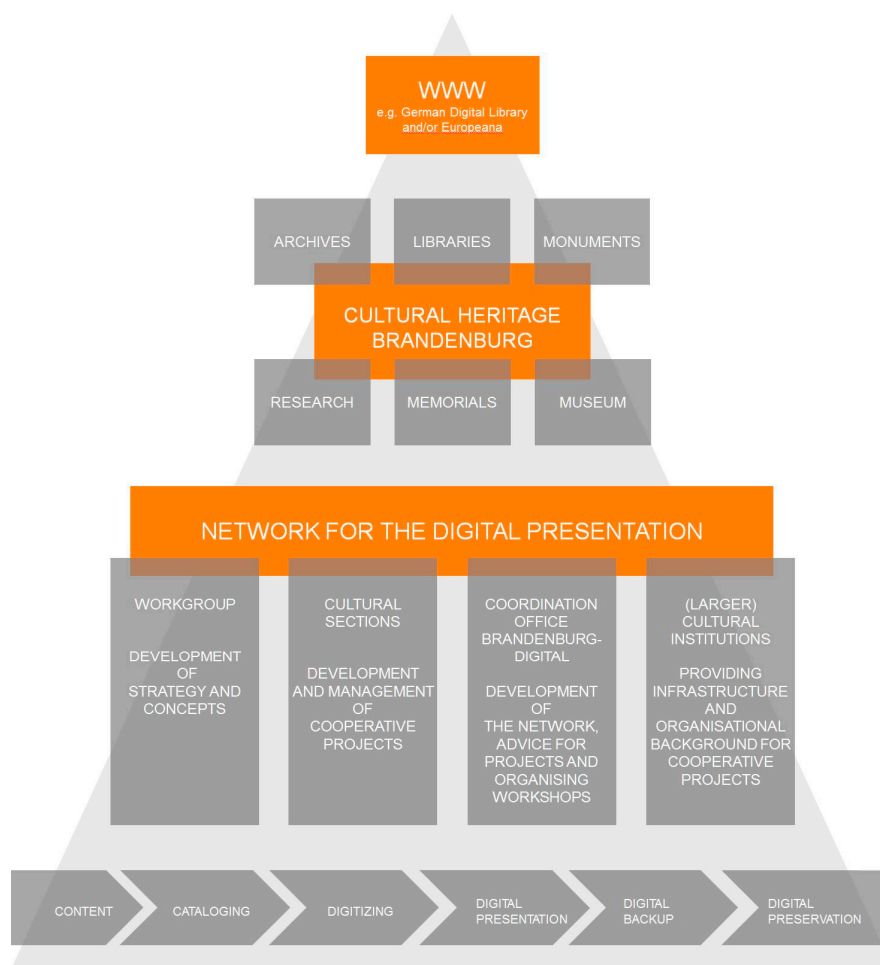 WWW
e.g. German Digital Library
and/or Europeana
ARCHIVES
LIBRARIES
MONUMENTS
CULTURAL HERITAGE
BRANDENBURG
RESEARCH
MEMORIALS
MUSEUM
NETWORK FOR THE DIGITAL PRESENTATION
WORKGROUP
DEVELOPMENT
OF
STRATEGY AND
CONCEPTS
CULTURAL
SECTIONS
DEVELOPMENT
AND MANAGEMENT
OF
COOPERATIVE
PROJECTS
COORDINATION
OFFICE
BRANDENBURG-
DIGITAL
DEVELOPMENT
OF
THE NETWORK,
ADVICE FOR
PROJECTS AND
ORGANISING
WORKSHOPS
(LARGER)
CULTURAL
INSTITUTIONS
PROVIDING
INFRASTRUCTURE
AND
ORGANISATIONAL
BACKGROUND FOR
COOPERATIVE
PROJECTS
CONTENT
CATALOGING
DIGITIZING
DIGITAL
PRESENTATION
DIGITAL
BACKUP
DIGITAL
PRESERVATION